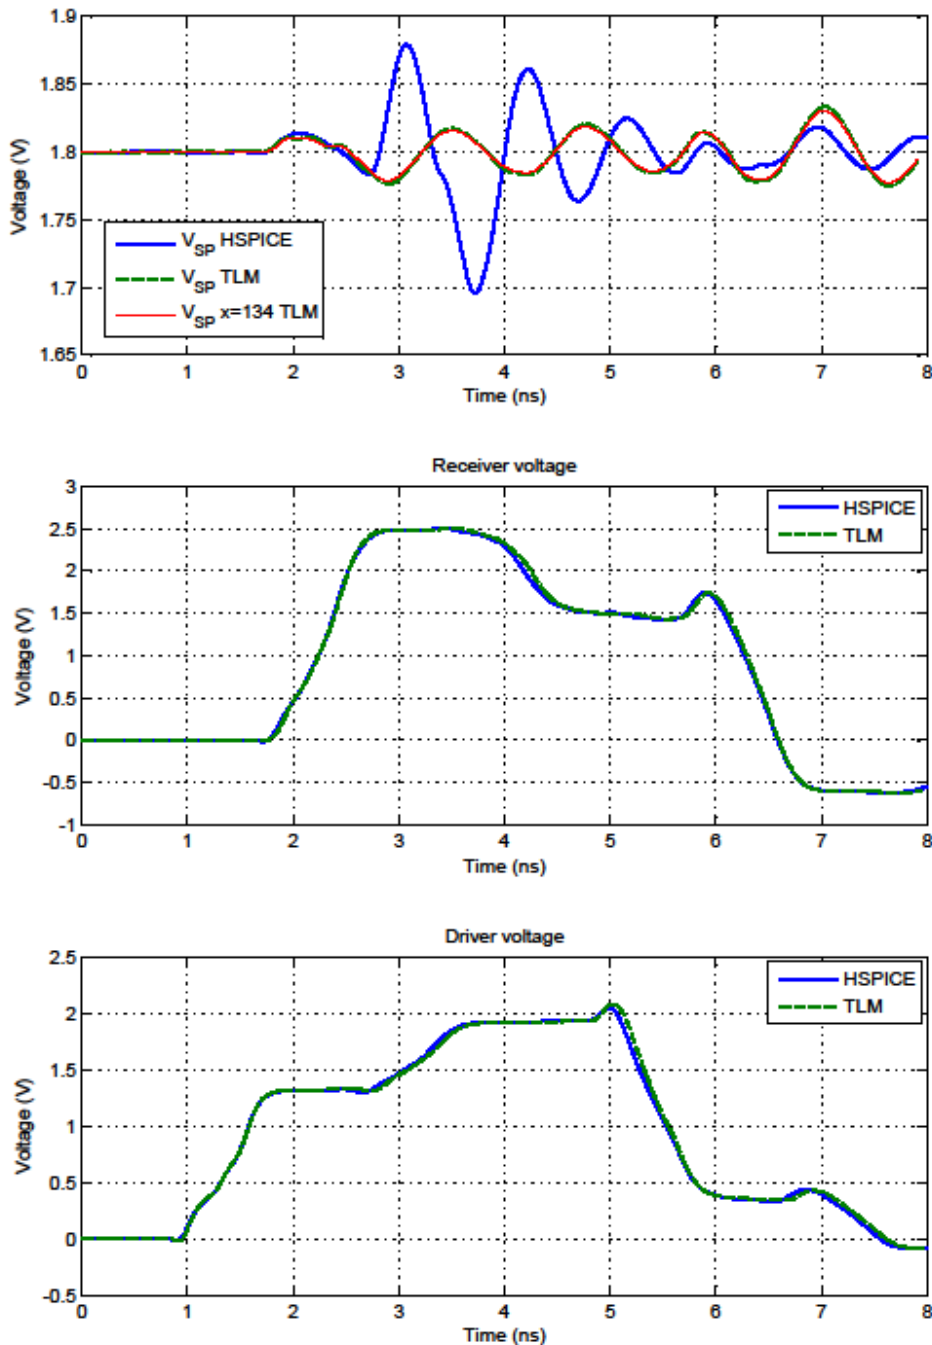 1.9
1.85
1.8
1.75
1.7
1.65
Voltage (V)
V_SP HSPICE
V_SP TLM
V_SP x=134 TLM
0 1 2 3 4 5 6 7 8
Time (ns)
Receiver voltage
3
2.5
2
1.5
1
0.5
0
-0.5
-1
Voltage (V)
HSPICE
TLM
0 1 2 3 4 5 6 7 8
Time (ns)
Driver voltage
2.5
2
1.5
1
0.5
0
-0.5
Voltage (V)
HSPICE
TLM
0 1 2 3 4 5 6 7 8
Time (ns)